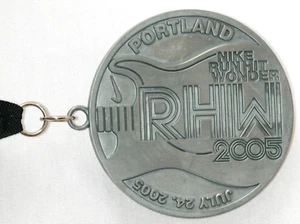 PORTLAND
NIKE
RUN HIT
WONDER
RHW
2005
JULY 24, 2005